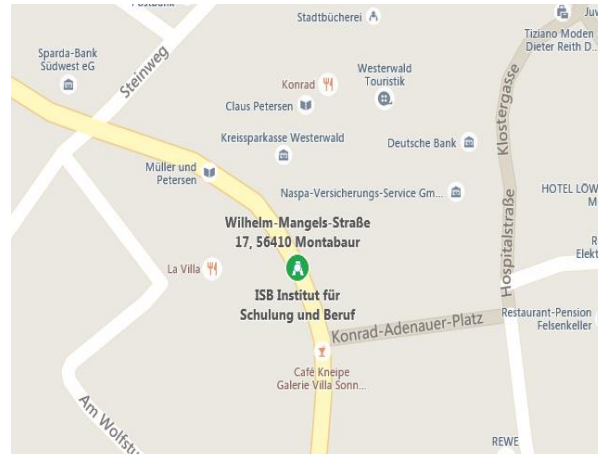 Stadtbücherei
Juw
Tiziano Moden
Dieter Reith D...
Sparda-Bank
Südwest eG
Steinweg
Westerwald
Touristik
Konrad
Claus Petersen
Klostergasse
Kreissparkasse Westerwald
Deutsche Bank
Müller und
Petersen
Naspa-Versicherungs-Service Gm...
HOTEL LÖW
M
Wilhelm-Mangels-Straße
17, 56410 Montabaur
La Villa
R
Elekt
Hospitalstraße
ISB Institut für
Schulung und Beruf
Restaurant-Pension
Felsenkeller
Konrad-Adenauer-Platz
Café Kneipe
Galerie Villa Sonn...
Am Wolfstu
REWE